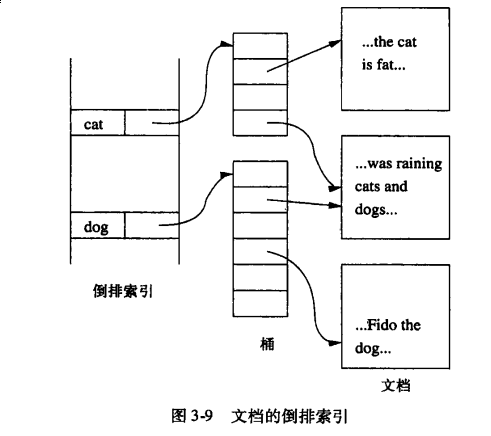 ...the cat
is fat...
cat
...was raining
cats and
dogs...
dog
倒排索引
...Fido the
dog...
桶
文档
图 3-9 文档的倒排索引